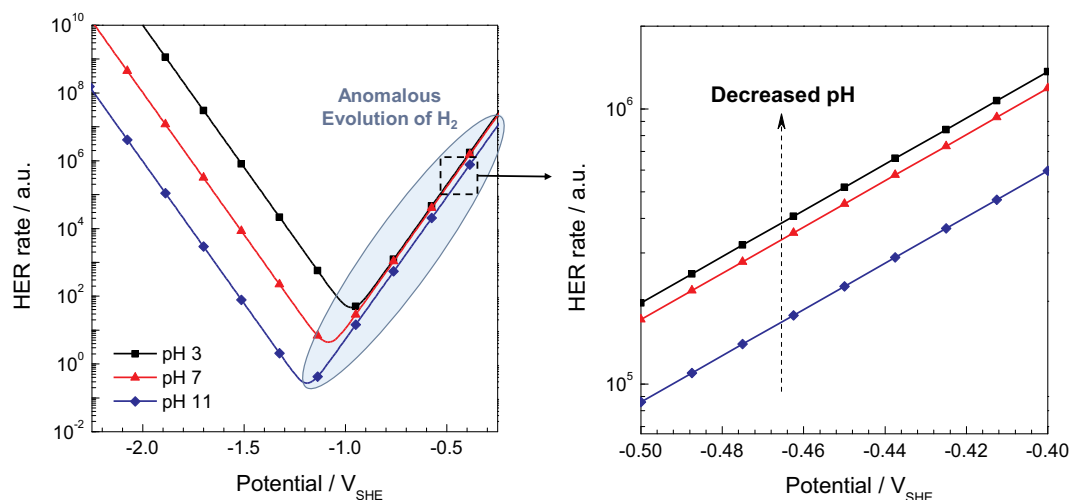 10^10
10^8
10^6
10^4
10^2
10^0
10^-2
HER rate / a.u.
Anomalous
Evolution of H₂
pH 3
pH 7
pH 11
-2.0
-1.5
-1.0
-0.5
Potential / V_SHE
10^6
10^5
HER rate / a.u.
Decreased pH
-0.50
-0.48
-0.46
-0.44
-0.42
-0.40
Potential / V_SHE